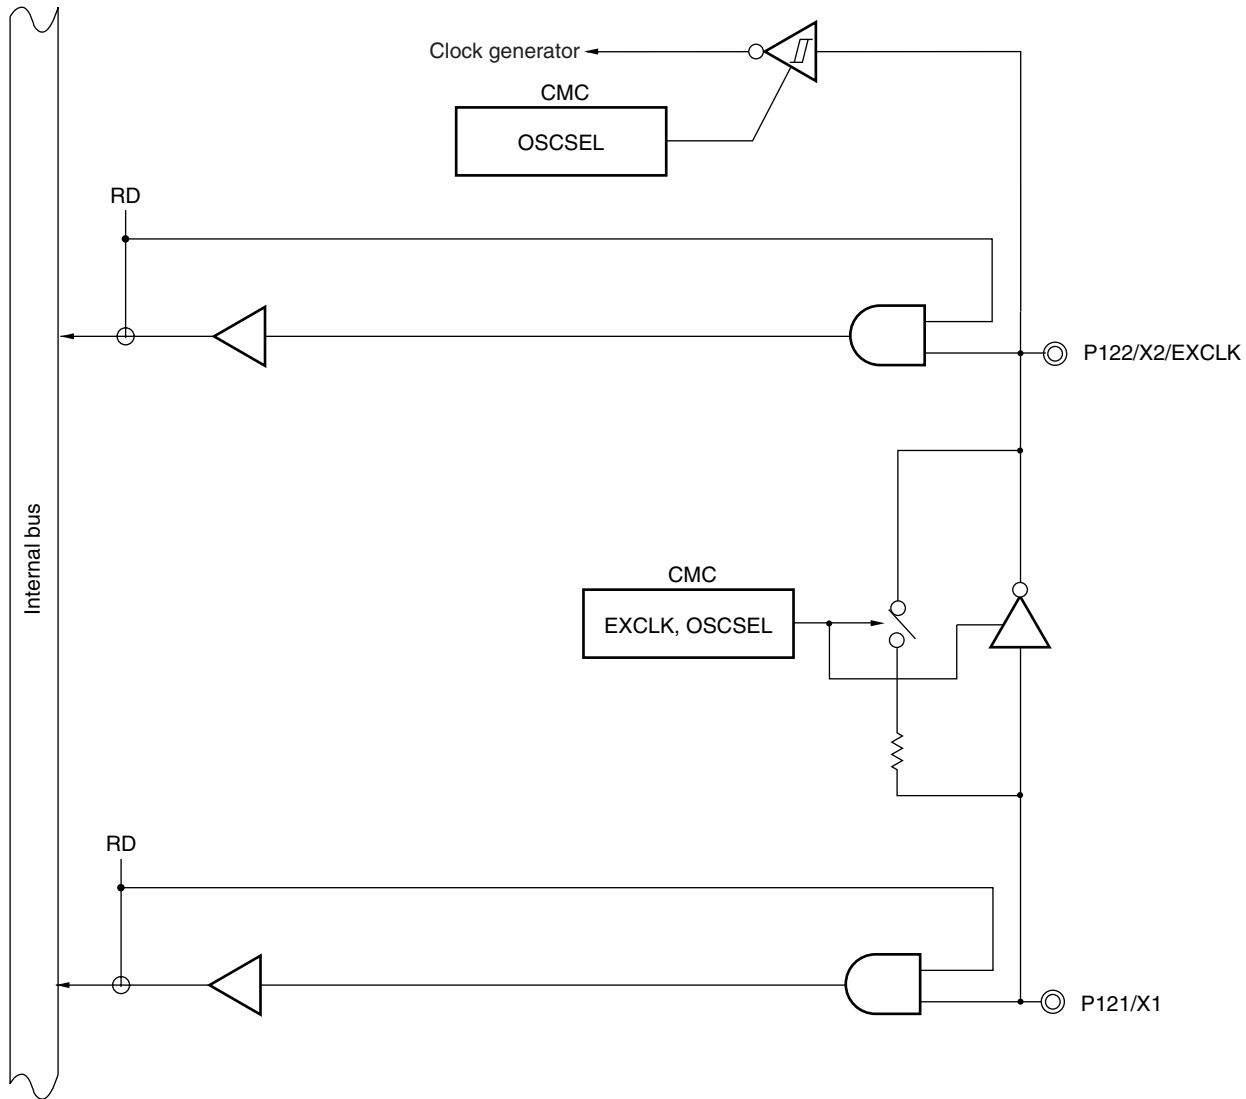 Clock generator
CMC
OSCSEL
RD
P122/X2/EXCLK
Internal bus
CMC
EXCLK, OSCSEL
RD
P121/X1